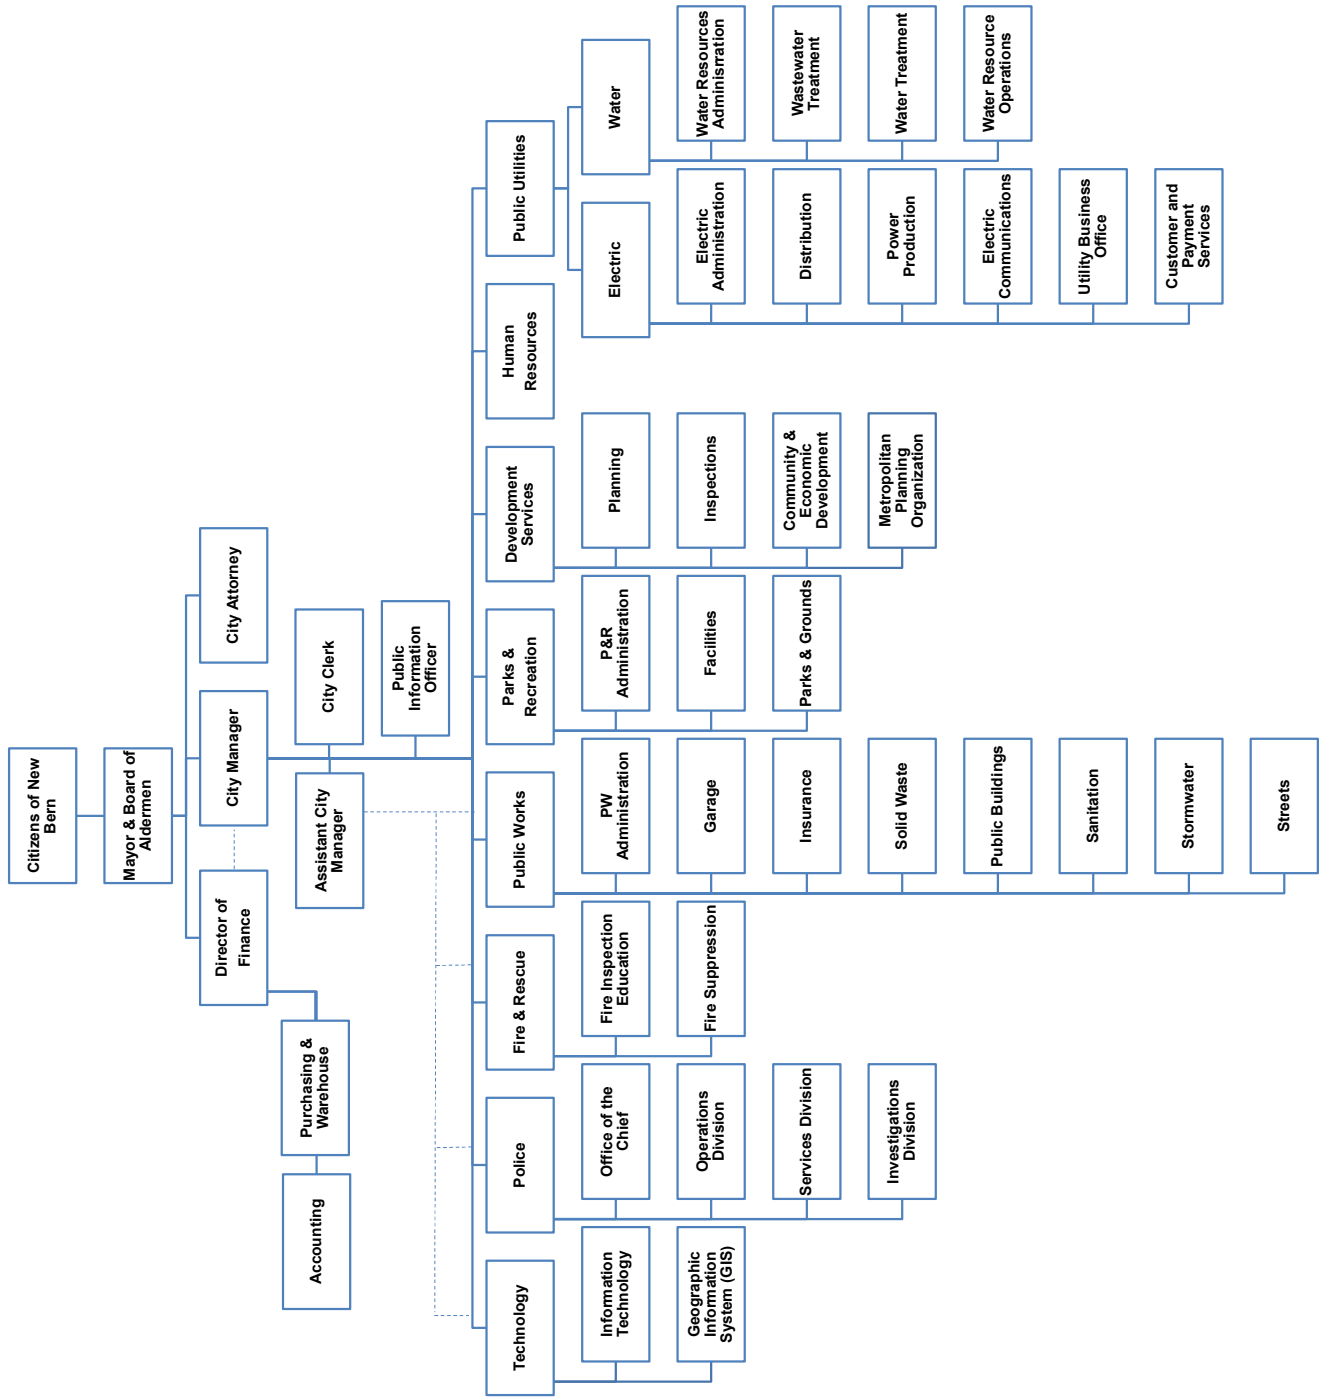 Citizens of New
Bern
Mayor & Board of
Aldermen
Director of
Finance
City Manager
City Attorney
Purchasing &
Warehouse
Accounting
Assistant City
Manager
City Clerk
Public
Information
Officer
Technology
Information
Technology
Geographic
Information
System (GIS)
Police
Office of the
Chief
Operations
Division
Services Division
Investigations
Division
Fire & Rescue
Fire Inspection
Education
Fire Suppression
Public Works
PW
Administration
Garage
Insurance
Solid Waste
Public Buildings
Sanitation
Stormwater
Streets
Parks &
Recreation
P&R
Administration
Facilities
Parks & Grounds
Development
Services
Planning
Inspections
Community &
Economic
Development
Metropolitan
Planning
Organization
Human
Resources
Public Utilities
Electric
Electric
Administration
Distribution
Power
Production
Electric
Communications
Utility Business
Office
Customer and
Payment
Services
Water
Water Resources
Adminisrration
Wastewater
Treatment
Water Treatment
Water Resource
Operations